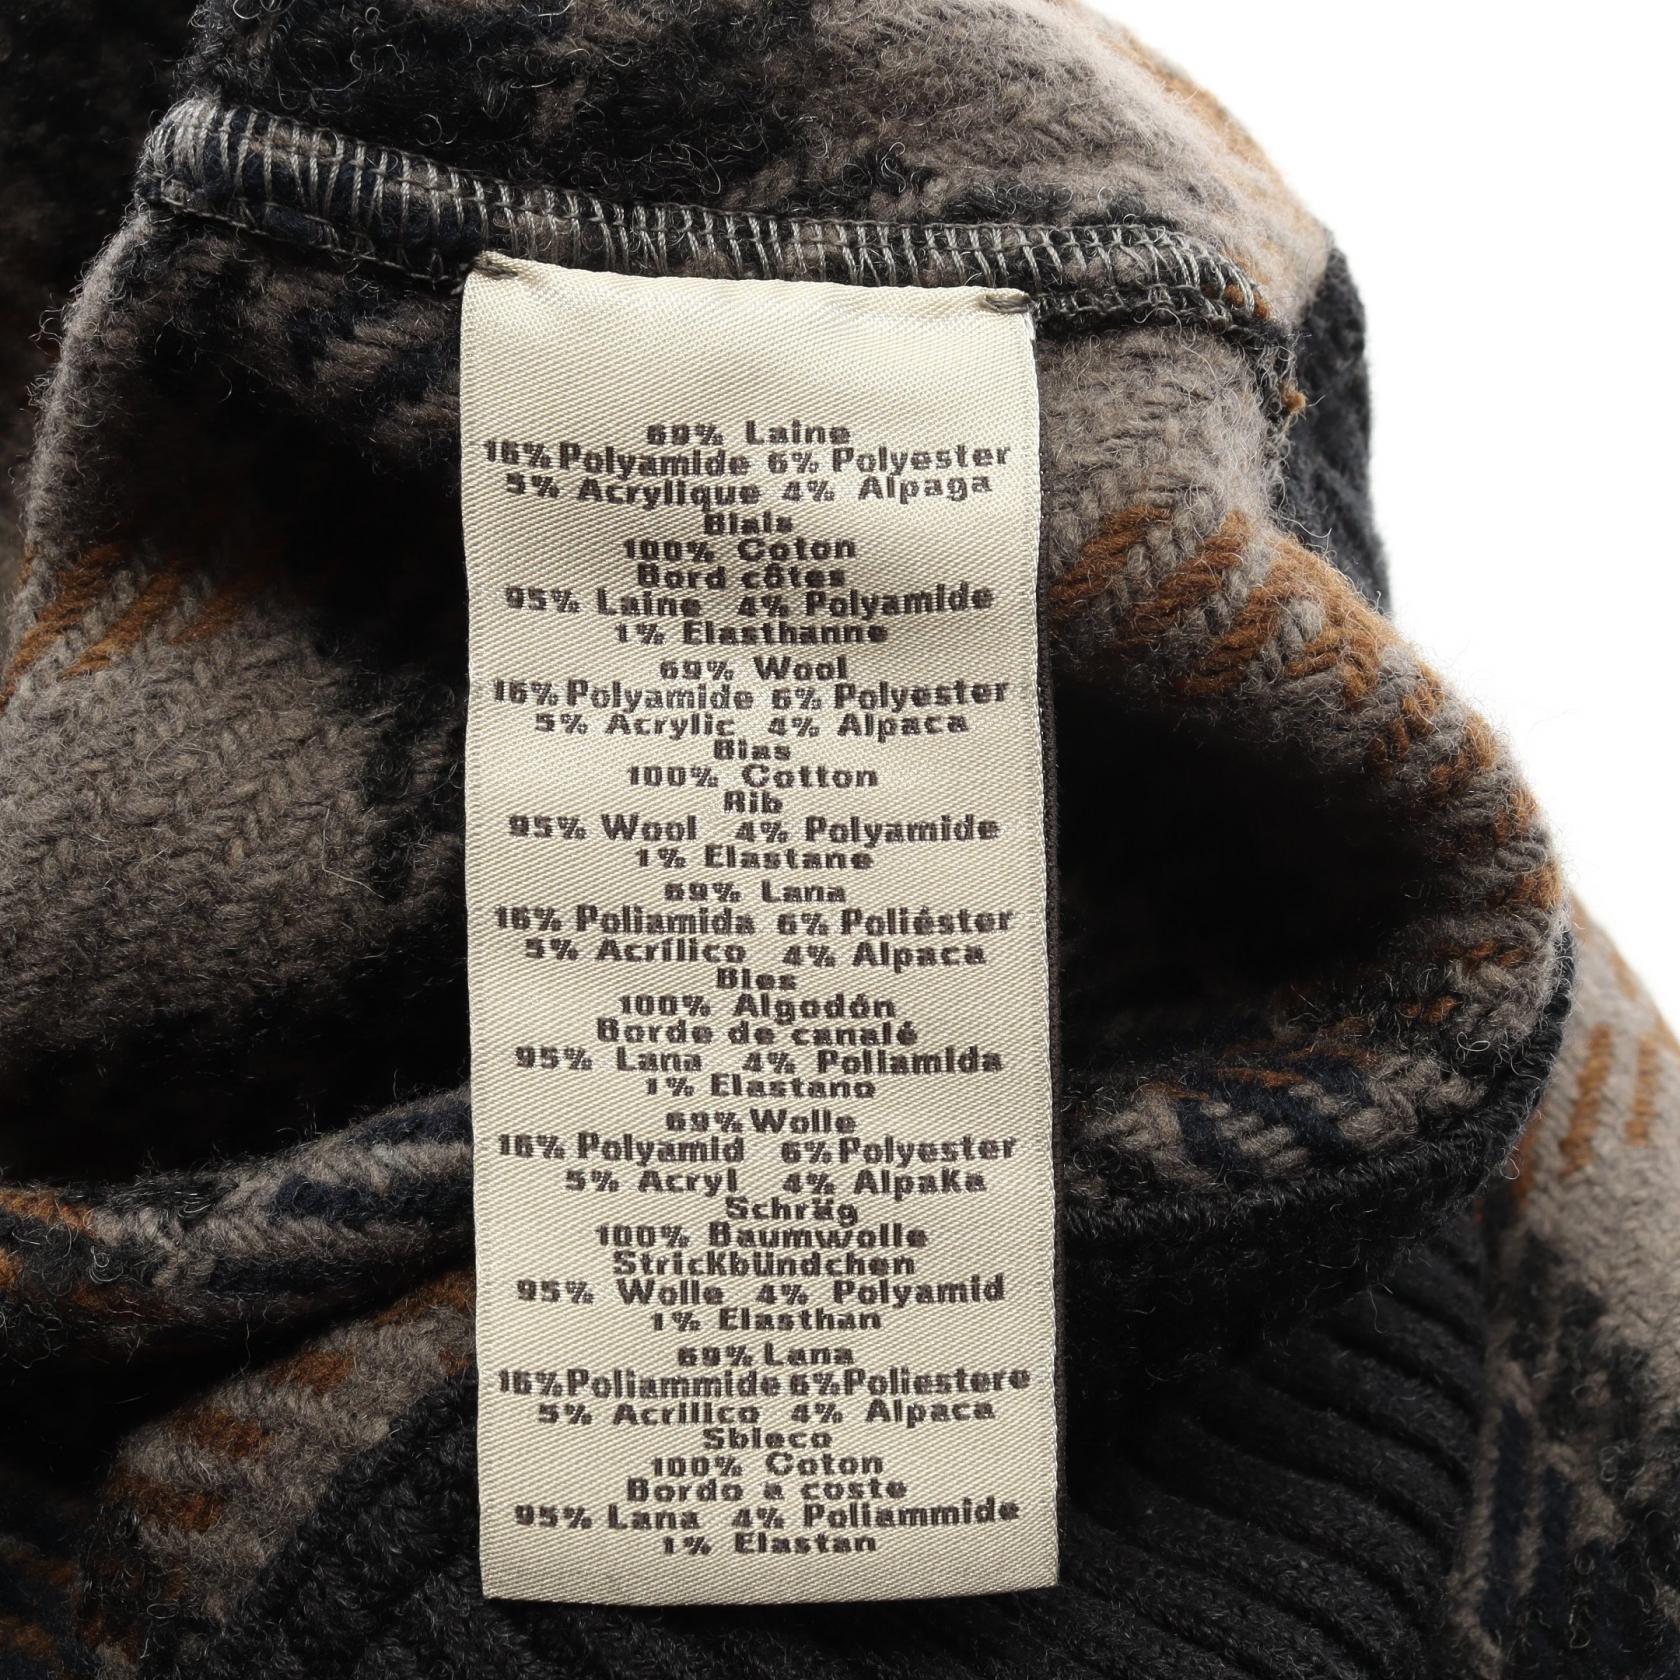 69% Laine
16% Polyamide 6% Polyester
5% Acrylique 4% Alpaga
Biais
100% Coton
Bord côtes
95% Laine 4% Polyamide
1% Elasthanne
69% Wool
16% Polyamide 6% Polyester
5% Acrylic 4% Alpaca
Bias
100% Cotton
Rib
95% Wool 4% Polyamide
1% Elastane
69% Lana
16% Poliamida 6% Poliéster
5% Acrílico 4% Alpaca
Bies
100% Algodón
Borde de canalé
95% Lana 4% Poliamida
1% Elastano
69% Wolle
16% Polyamid 6% Polyester
5% Acryl 4% Alpaka
Schräg
100% Baumwolle
Strickbündchen
95% Wolle 4% Polyamid
1% Elasthan
69% Lana
16% Poliammide 6% Poliestere
5% Acrilico 4% Alpaca
Sbieco
100% Coton
Bordo a coste
95% Lana 4% Poliammide
1% Elastan